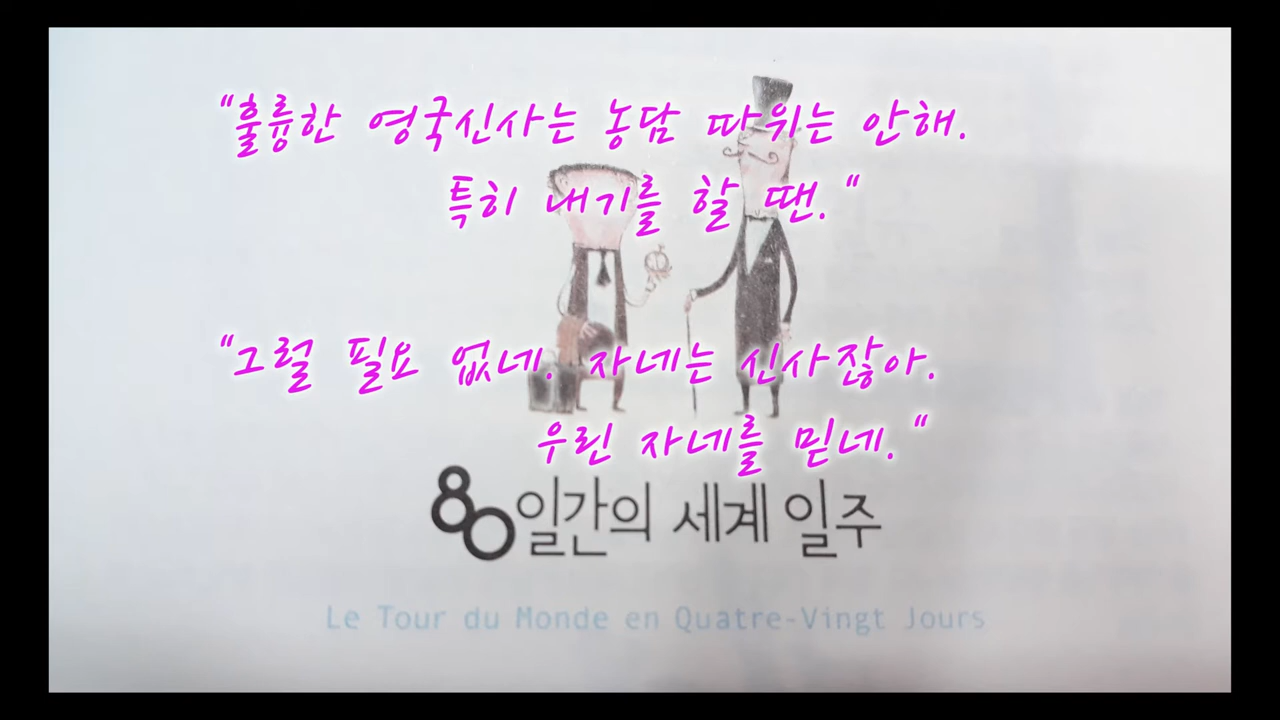 "훌륭한 영국신사는 농담 따위는 안해.
특히 내기를 할 땐."
"그럴 필요 없네. 자네는 신사잖아.
우린 자네를 믿네."
80일간의 세계 일주
Le Tour du Monde en Quatre-Vingt Jours